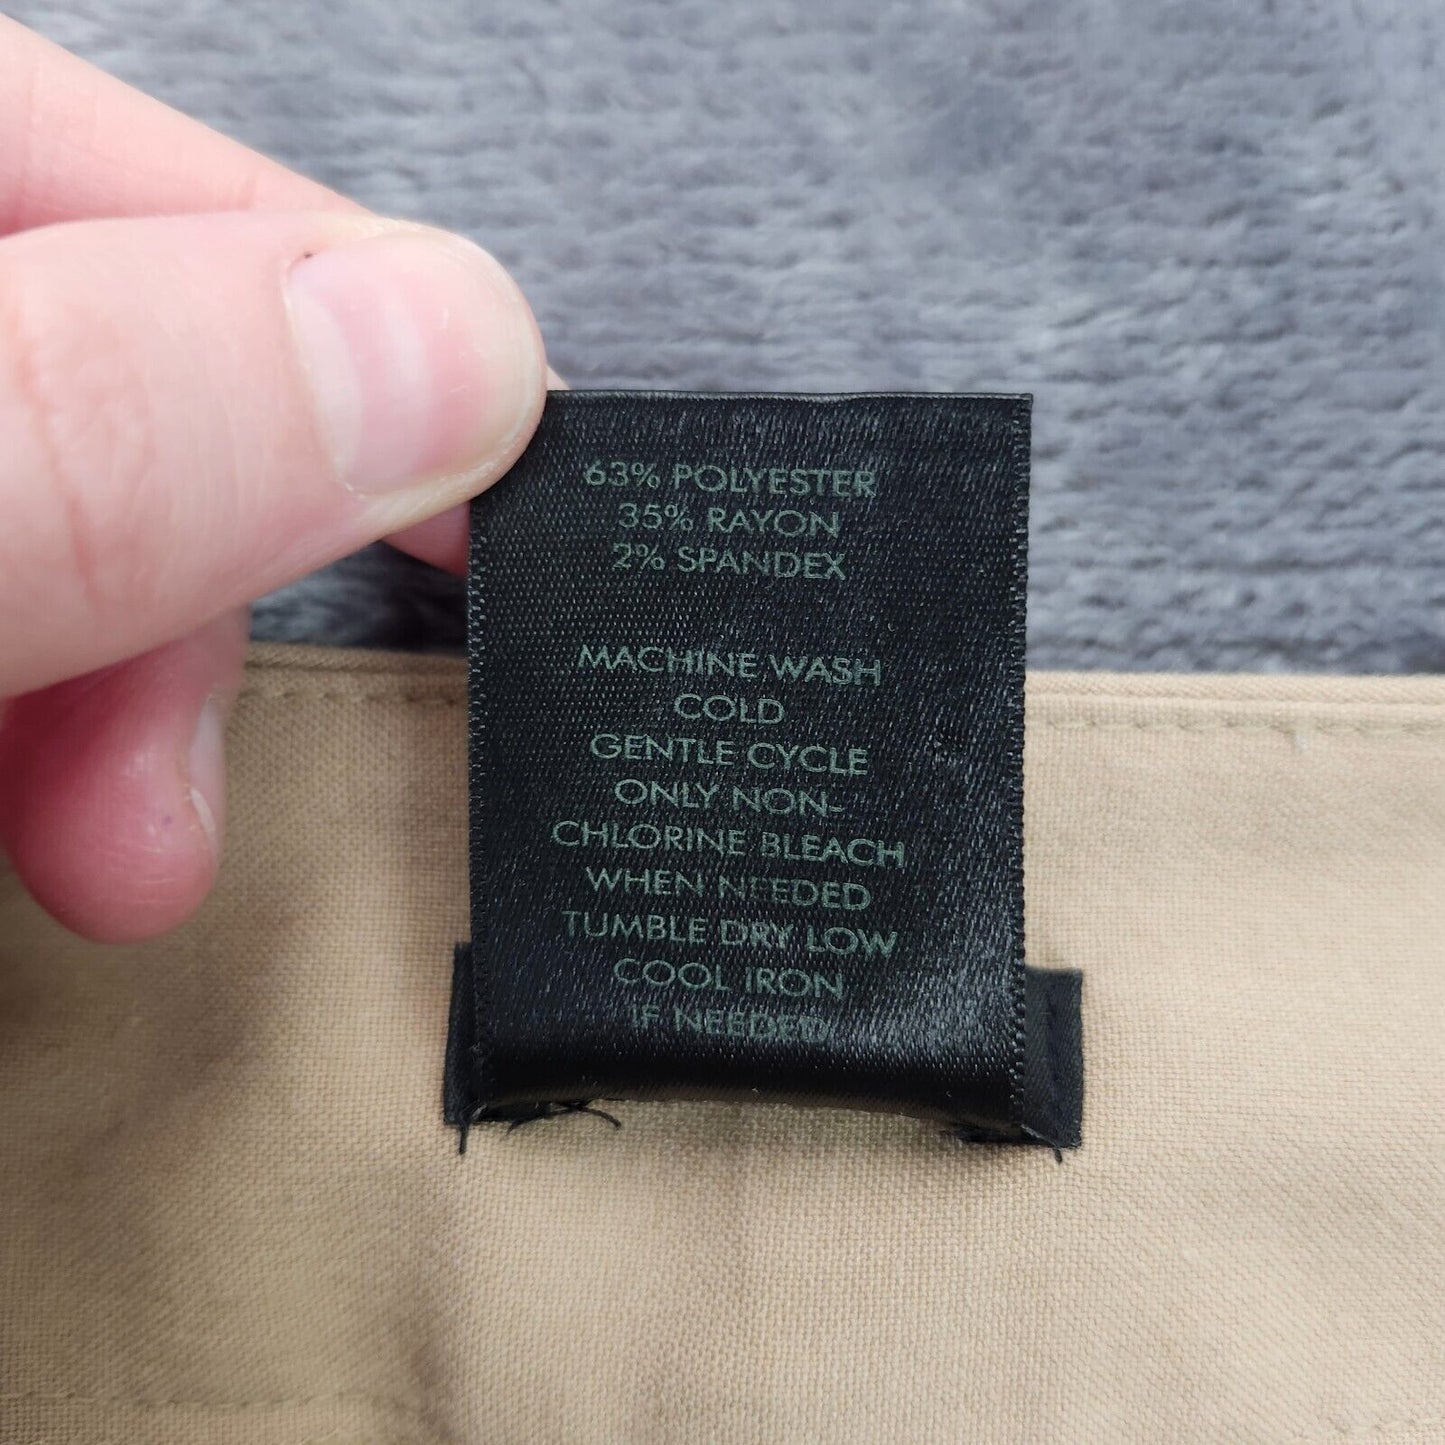 63% POLYESTER
35% RAYON
2% SPANDEX
MACHINE WASH
COLD
GENTLE CYCLE
ONLY NON-
CHLORINE BLEACH
WHEN NEEDED
TUMBLE DRY LOW
COOL IRON
IF NEEDED